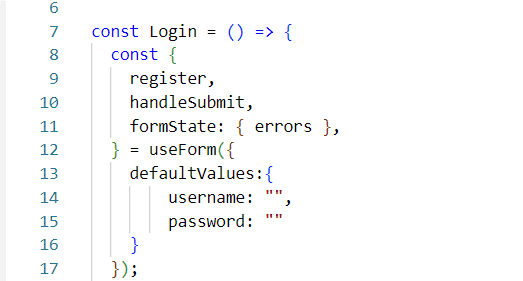 6
7 const Login = () => {
8 const {
9 register,
10 handleSubmit,
11 formState: { errors },
12 } = useForm({
13 defaultValues:{
14 username: "",
15 password: ""
16 }
17 });